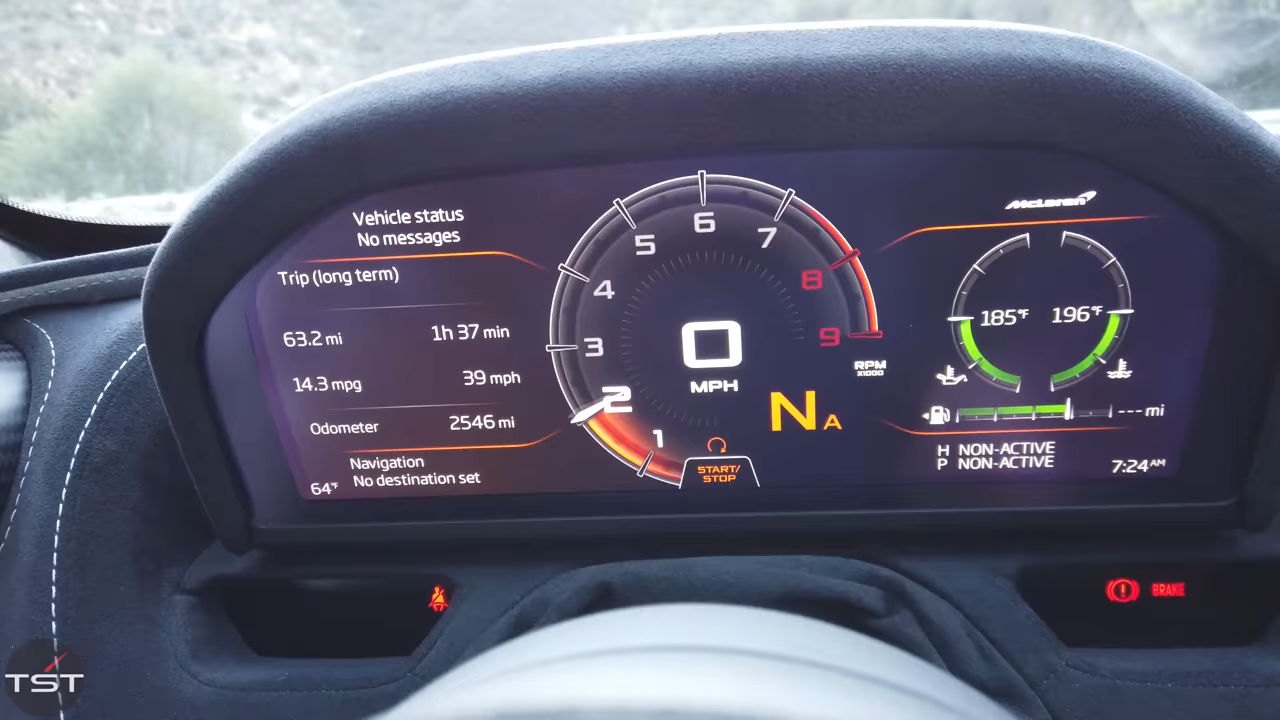 Vehicle status
No messages
Trip (long term)
63.2 mi 1h 37 min
14.3 mpg 39 mph
Odometer 2546 mi
Navigation
No destination set
64°F
1
2
3
4
5
6
7
8
9
0
MPH
RPM
X1000
NA
START/
STOP
McLaren
185°F 196°F
--- mi
H NON-ACTIVE
P NON-ACTIVE
7:24AM
BRAKE
TST